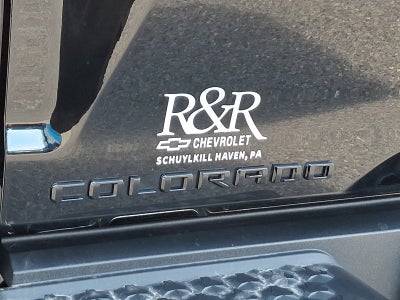 R&R
CHEVROLET
SCHUYLKILL HAVEN, PA
COLORADO